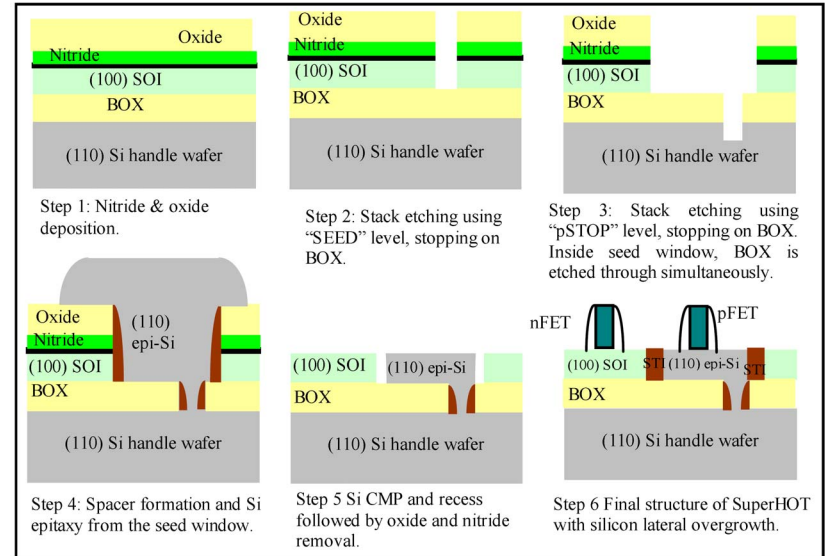 Oxide
Nitride
(100) SOI
BOX
(110) Si handle wafer
Step 1: Nitride & oxide
deposition.
Oxide
Nitride
(100) SOI
BOX
(110) Si handle wafer
Step 2: Stack etching using
“SEED” level, stopping on
BOX.
Oxide
Nitride
(100) SOI
BOX
(110) Si handle wafer
Step 3: Stack etching using
“pSTOP” level, stopping on BOX.
Inside seed window, BOX is
etched through simultaneously.
Oxide
(110)
epi-Si
Nitride
(100) SOI
BOX
(110) Si handle wafer
Step 4: Spacer formation and Si
epitaxy from the seed window.
(100) SOI
(110) epi-Si
BOX
(110) Si handle wafer
Step 5 Si CMP and recess
followed by oxide and nitride
removal.
nFET
pFET
(100) SOI
STI
(110) epi-Si
STI
BOX
(110) Si handle wafer
Step 6 Final structure of SuperHOT
with silicon lateral overgrowth.